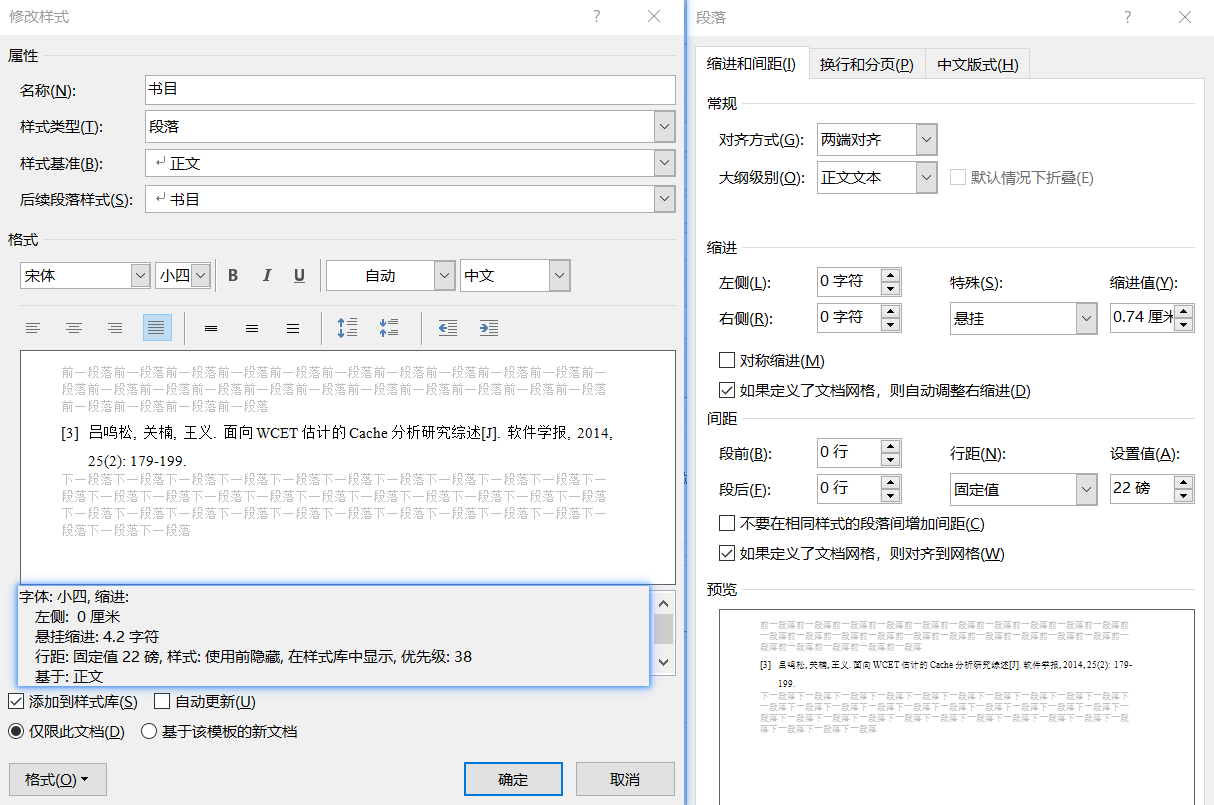 修改样式
?
属性
名称(N): 书目
样式类型(T): 段落
样式基准(B): ↵ 正文
后续段落样式(S): ↵ 书目
格式
宋体 小四 B I U 自动 中文
前一段落前一段落前一段落前一段落前一段落前一段落前一段落前一段落前一段落前一
段落前一段落前一段落前一段落前一段落前一段落前一段落前一段落前一段落前一段落
前一段落前一段落前一段落前一段落
[3] 吕鸣松, 关楠, 王义. 面向 WCET 估计的 Cache 分析研究综述[J]. 软件学报, 2014,
25(2): 179-199.
下一段落下一段落下一段落下一段落下一段落下一段落下一段落下一段落下一段落下一
段落下一段落下一段落下一段落下一段落下一段落下一段落下一段落下一段落下一段落
下一段落下一段落下一段落下一段落下一段落下一段落下一段落下一段落下一段落下一
段落下一段落下一段落
字体: 小四, 缩进:
左侧: 0 厘米
悬挂缩进: 4.2 字符
行距: 固定值 22 磅, 样式: 使用前隐藏, 在样式库中显示, 优先级: 38
基于: 正文
添加到样式库(S) 自动更新(U)
仅限此文档(D) 基于该模板的新文档
格式(O)
确定
取消
段落
?
缩进和间距(I) 换行和分页(P) 中文版式(H)
常规
对齐方式(G): 两端对齐
大纲级别(O): 正文文本 默认情况下折叠(E)
缩进
左侧(L): 0 字符 特殊(S): 缩进值(Y):
右侧(R): 0 字符 悬挂 0.74 厘米
对称缩进(M)
如果定义了文档网格，则自动调整右缩进(D)
间距
段前(B): 0 行 行距(N): 设置值(A):
段后(F): 0 行 固定值 22 磅
不要在相同样式的段落间增加间距(C)
如果定义了文档网格，则对齐到网格(W)
预览
前一段落前一段落前一段落前一段落前一段落前一段落前一段落前一段落前一段落前一段落前
一段落前一段落前一段落前一段落前一段落前一段落前一段落前一段落前一段落前一段落前一
段落前一段落前一段落前一段落前一段落
[3] 吕鸣松, 关楠, 王义. 面向 WCET 估计的 Cache 分析研究综述[J]. 软件学报, 2014, 25(2): 179-
199.
下一段落下一段落下一段落下一段落下一段落下一段落下一段落下一段落下一段落下一段落下
一段落下一段落下一段落下一段落下一段落下一段落下一段落下一段落下一段落下一段落下一
段落下一段落下一段落下一段落下一段落下一段落下一段落下一段落下一段落下一段落下一段
落下一段落下一段落下一段落